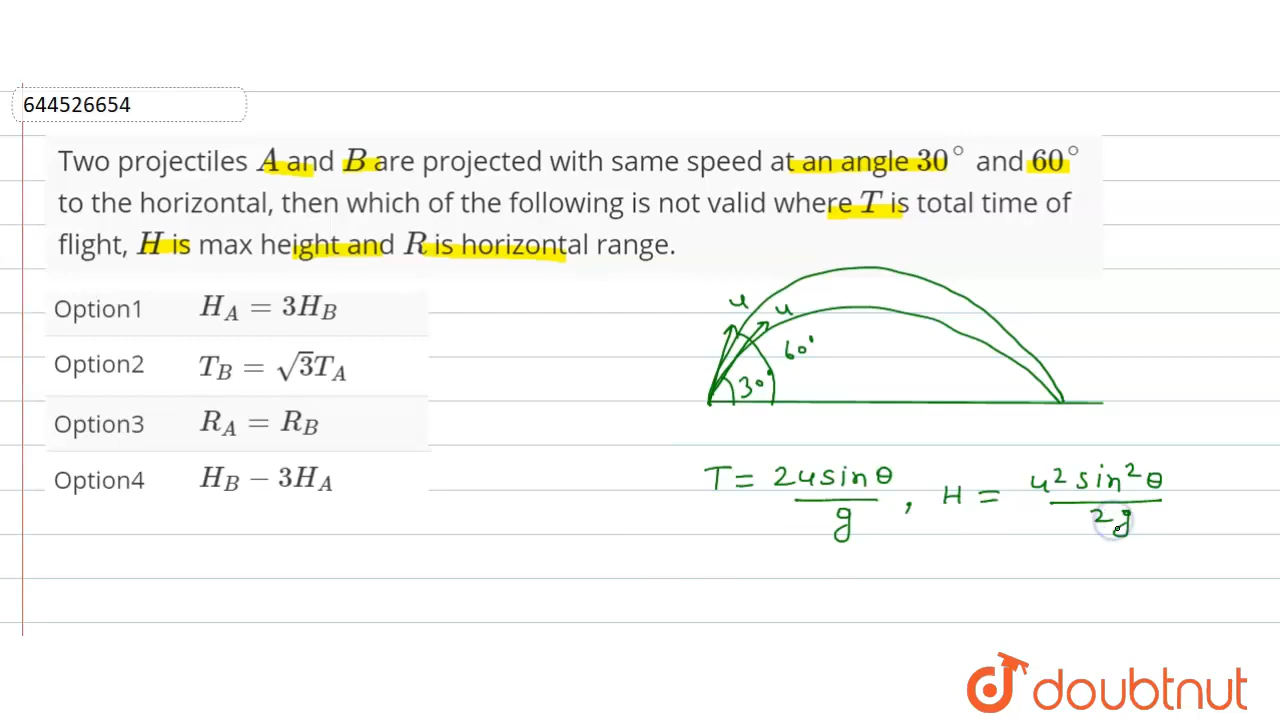 644526654
Two projectiles A and B are projected with same speed at an angle 30° and 60°
to the horizontal, then which of the following is not valid where T is total time of
flight, H is max height and R is horizontal range.
Option1 H_A = 3H_B
Option2 T_B = √3T_A
Option3 R_A = R_B
Option4 H_B − 3H_A
u
u
60°
30°
T = 2u sin θ / g , H = u² sin² θ / 2g
doubtnut